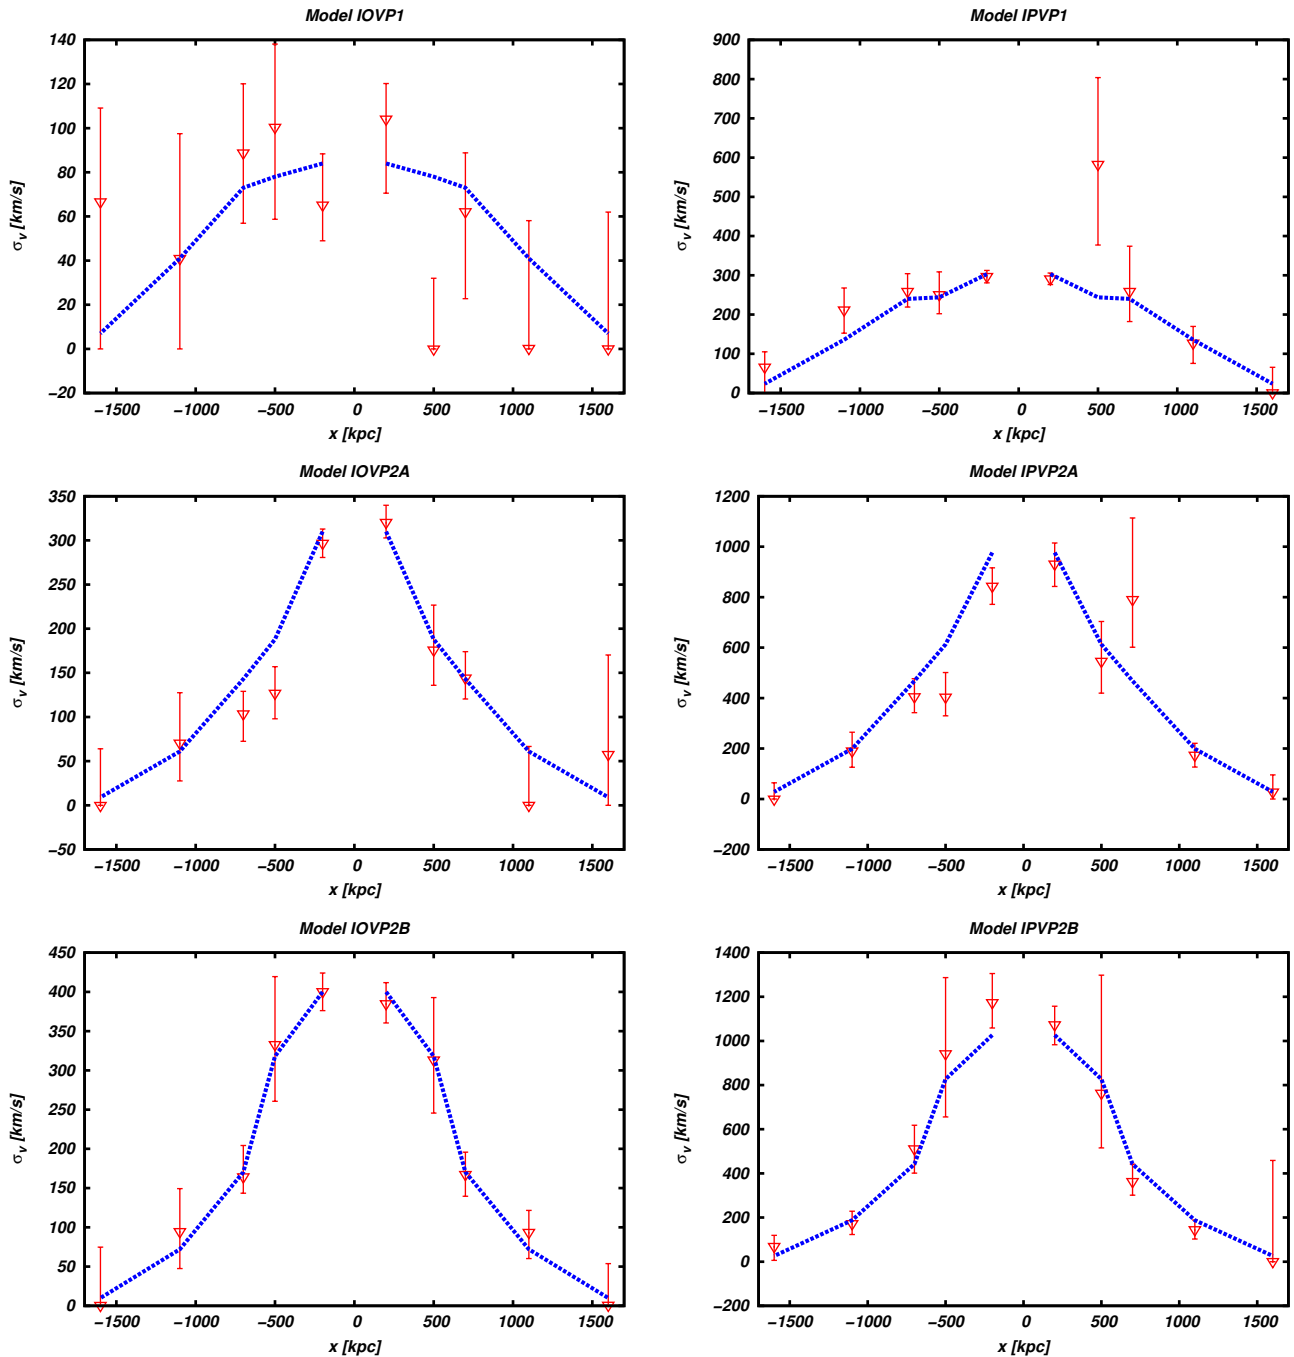 Model IOVP1
140
120
100
80
60
40
20
0
−20
σv [km/s]
−1500 −1000 −500 0 500 1000 1500
x [kpc]
Model IPVP1
900
800
700
600
500
400
300
200
100
0
σv [km/s]
−1500 −1000 −500 0 500 1000 1500
x [kpc]
Model IOVP2A
350
300
250
200
150
100
50
0
−50
σv [km/s]
−1500 −1000 −500 0 500 1000 1500
x [kpc]
Model IPVP2A
1200
1000
800
600
400
200
0
−200
σv [km/s]
−1500 −1000 −500 0 500 1000 1500
x [kpc]
Model IOVP2B
450
400
350
300
250
200
150
100
50
0
σv [km/s]
−1500 −1000 −500 0 500 1000 1500
x [kpc]
Model IPVP2B
1400
1200
1000
800
600
400
200
0
−200
σv [km/s]
−1500 −1000 −500 0 500 1000 1500
x [kpc]